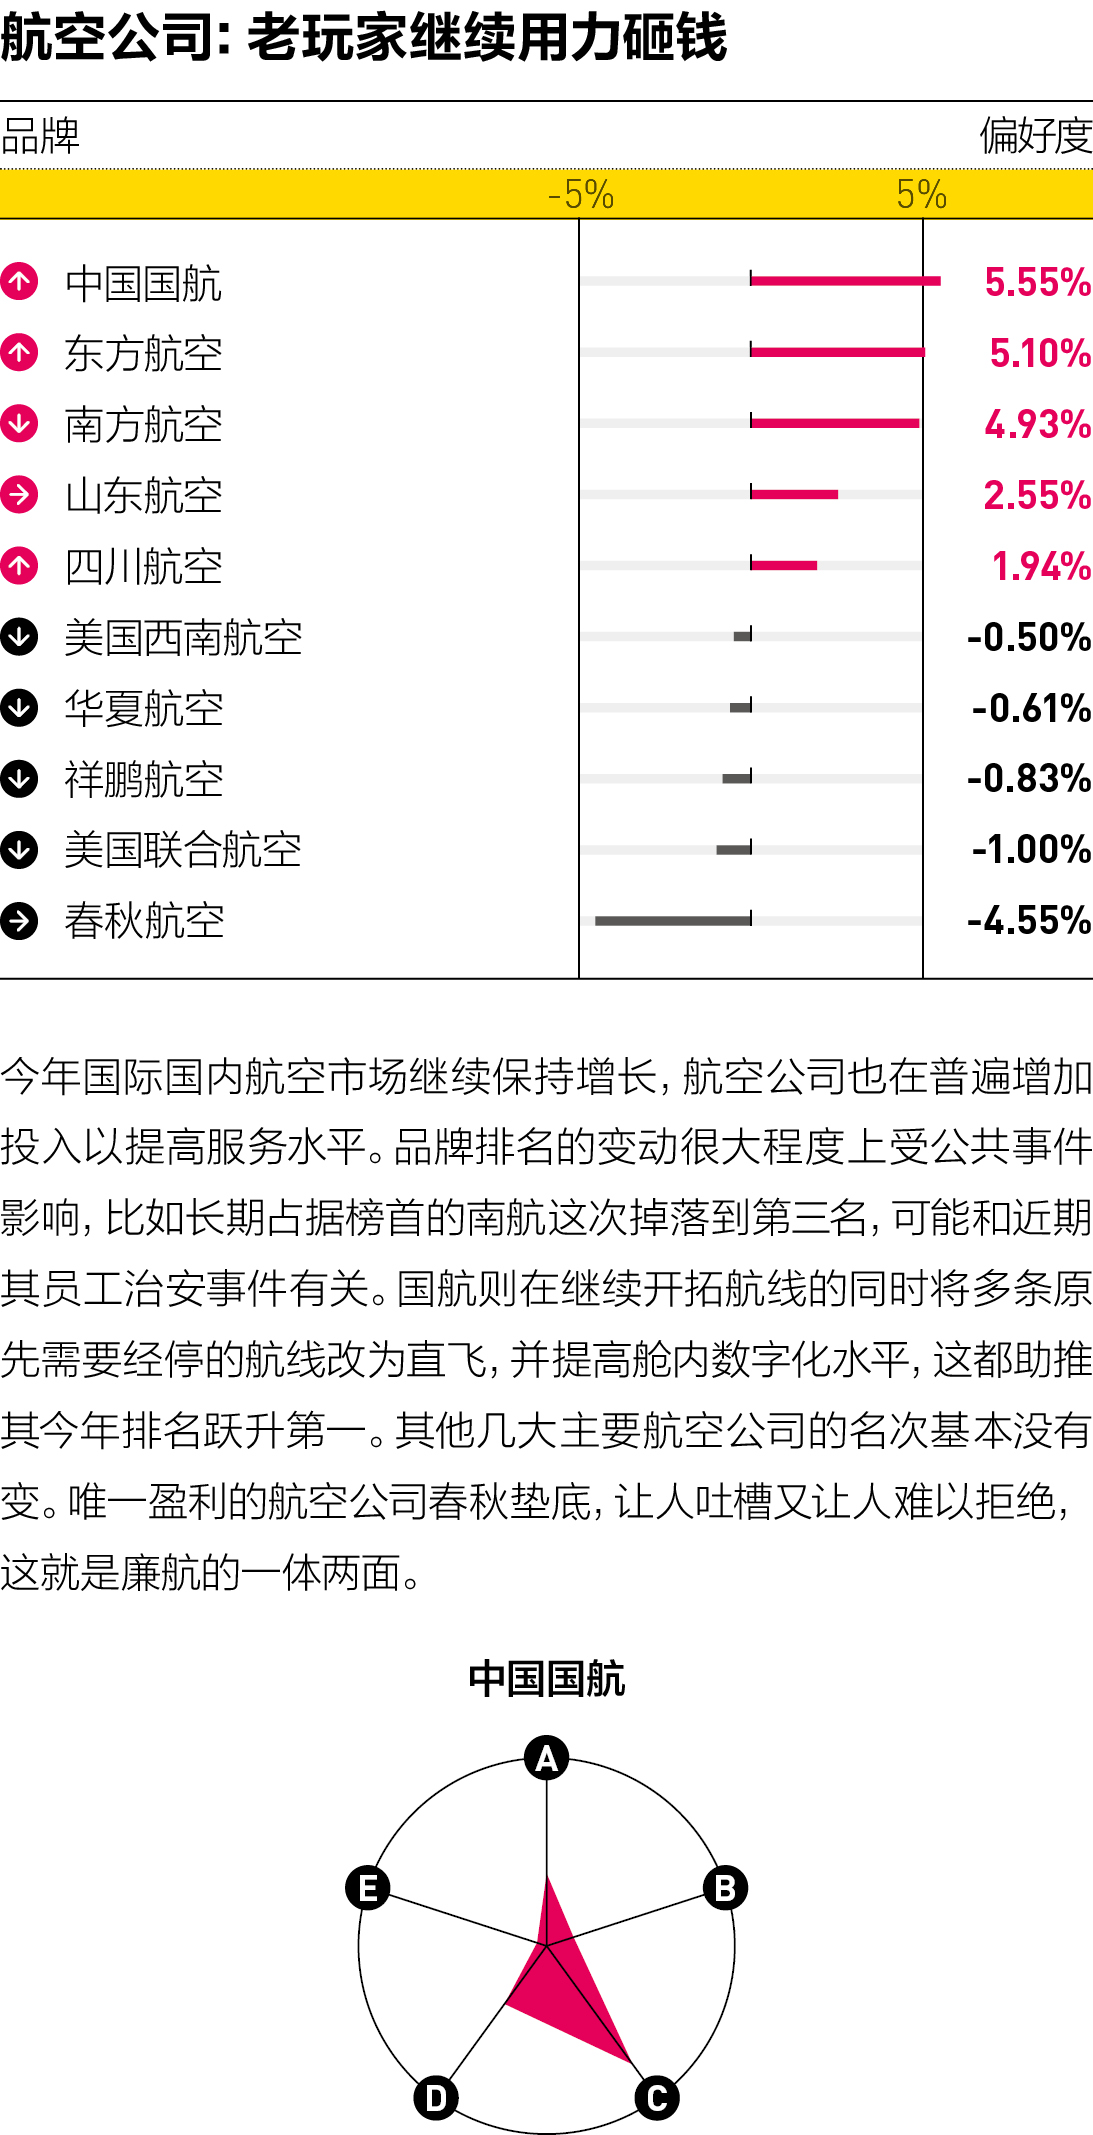 航空公司：老玩家继续用力砸钱
品牌 偏好度
-5% 5%
中国国航 5.55%
东方航空 5.10%
南方航空 4.93%
山东航空 2.55%
四川航空 1.94%
美国西南航空 -0.50%
华夏航空 -0.61%
祥鹏航空 -0.83%
美国联合航空 -1.00%
春秋航空 -4.55%
今年国际国内航空市场继续保持增长，航空公司也在普遍增加
投入以提高服务水平。品牌排名的变动很大程度上受公共事件
影响，比如长期占据榜首的南航这次掉落到第三名，可能和近期
其员工治安事件有关。国航则在继续开拓航线的同时将多条原
先需要经停的航线改为直飞，并提高舱内数字化水平，这都助推
其今年排名跃升第一。其他几大主要航空公司的名次基本没有
变。唯一盈利的航空公司春秋垫底，让人吐槽又让人难以拒绝，
这就是廉航的一体两面。
中国国航
A
E B
D C